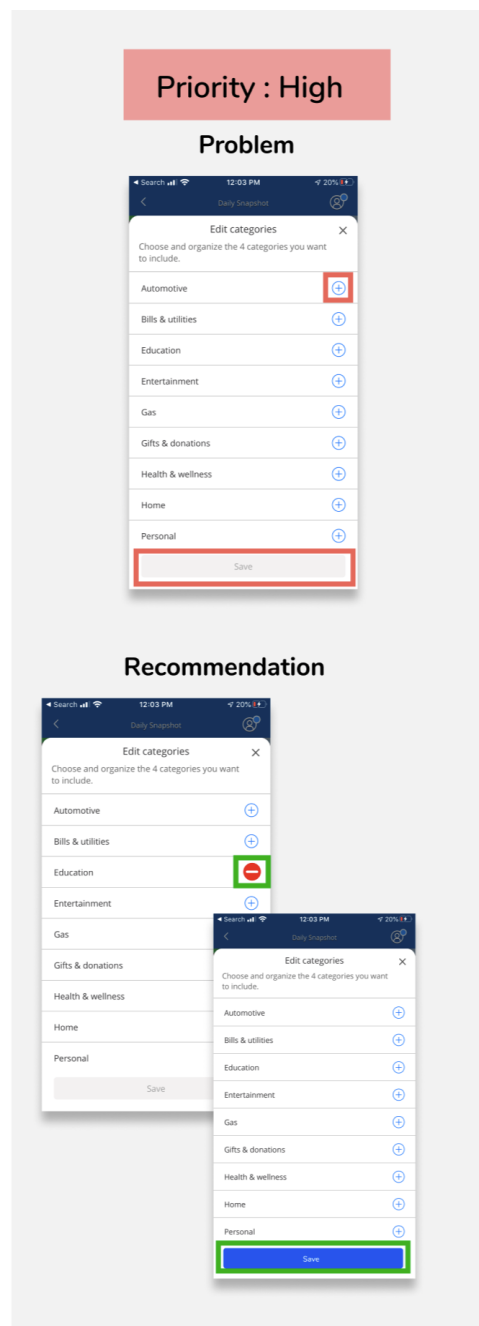 Priority : High
Problem
Search 12:03 PM 20%
Daily Snapshot
Edit categories
Choose and organize the 4 categories you want
to include.
Automotive
Bills & utilities
Education
Entertainment
Gas
Gifts & donations
Health & wellness
Home
Personal
Save
Recommendation
Search 12:03 PM 20%
Daily Snapshot
Edit categories
Choose and organize the 4 categories you want
to include.
Automotive
Bills & utilities
Education
Entertainment
Gas
Gifts & donations
Health & wellness
Home
Personal
Save
Search 12:03 PM 20%
Daily Snapshot
Edit categories
Choose and organize the 4 categories you want
to include.
Automotive
Bills & utilities
Education
Entertainment
Gas
Gifts & donations
Health & wellness
Home
Personal
Save